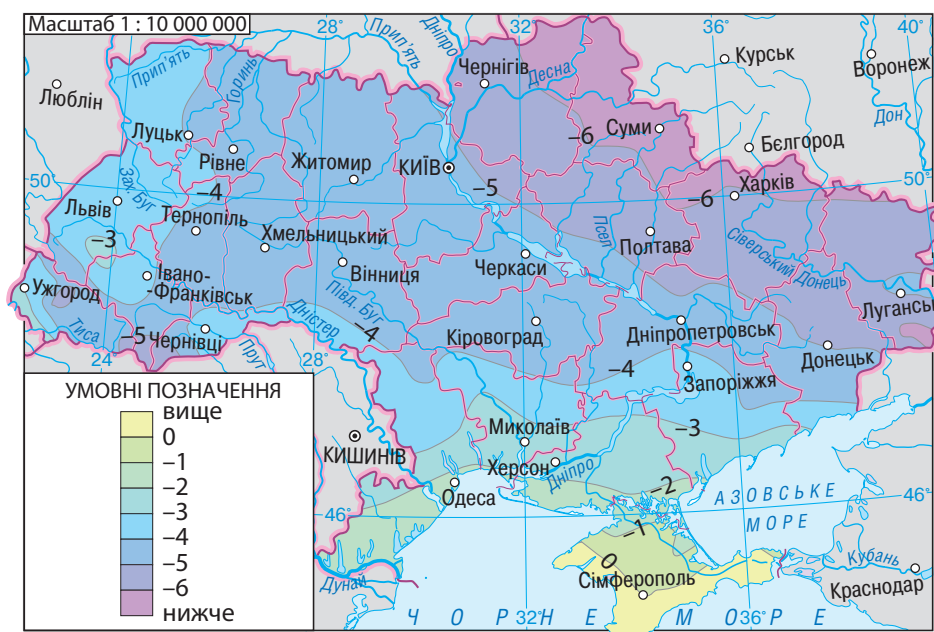 Масштаб 1 : 10 000 000
28°
32°
36°
40°
Прип'ять
Дніпро
Курськ
Воронеж
Прип'ять
Горинь
Чернігів
Десна
Люблін
Дон
Луцьк
Рівне
Житомир
КИЇВ
−6
Суми
Бєлгород
50°
Зах. Буг
−4
−5
−6
Харків
50°
Львів
Тернопіль
Псел
−3
Хмельницький
Полтава
Сіверський Донець
Черкаси
Вінниця
Ужгород
Івано-
-Франківськ
Півд. Буг
Луганськ
Тиса
−5
Чернівці
Дністер
−4
Кіровоград
Дніпропетровськ
Донецьк
24°
Прут
28°
−4
Запоріжжя
УМОВНІ ПОЗНАЧЕННЯ
вище
0
−1
−2
−3
−4
−5
−6
нижче
Миколаїв
−3
КИШИНІВ
Херсон
Дніпро
Одеса
−2
АЗОВСЬКЕ
МОРЕ
46°
46°
−1
0
Дунай
Сімферополь
Кубань
Краснодар
ЧОРНЕ МОРЕ
32°
36°